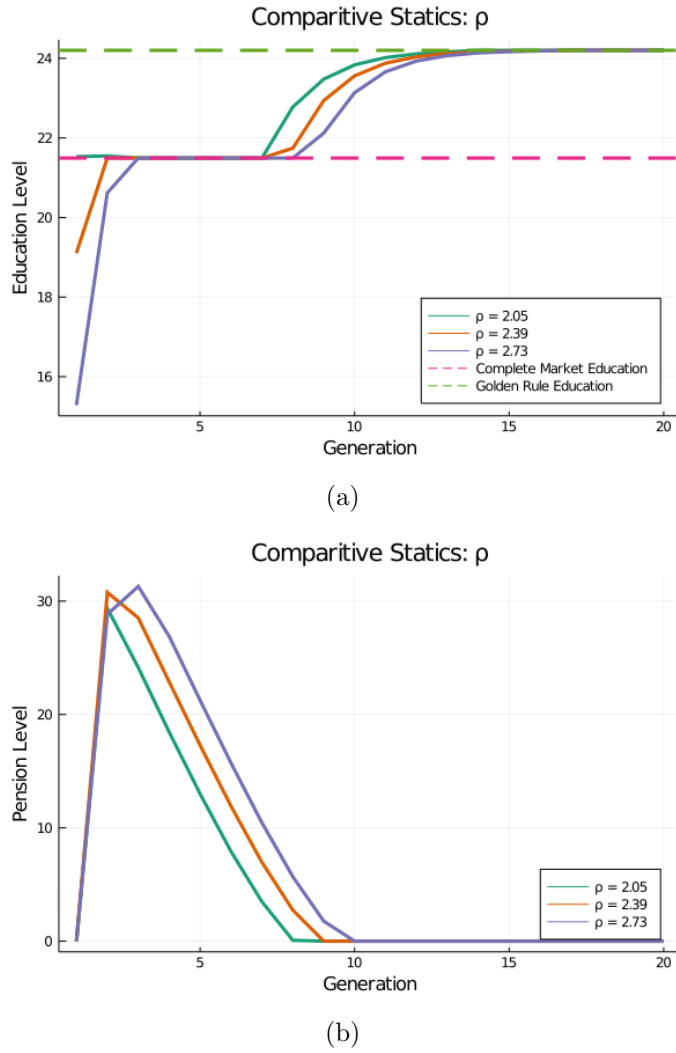 Comparitive Statics: ρ
24
22
20
18
16
Education Level
ρ = 2.05
ρ = 2.39
ρ = 2.73
Complete Market Education
Golden Rule Education
5
10
15
20
Generation
(a)
Comparitive Statics: ρ
30
20
10
0
Pension Level
ρ = 2.05
ρ = 2.39
ρ = 2.73
5
10
15
20
Generation
(b)